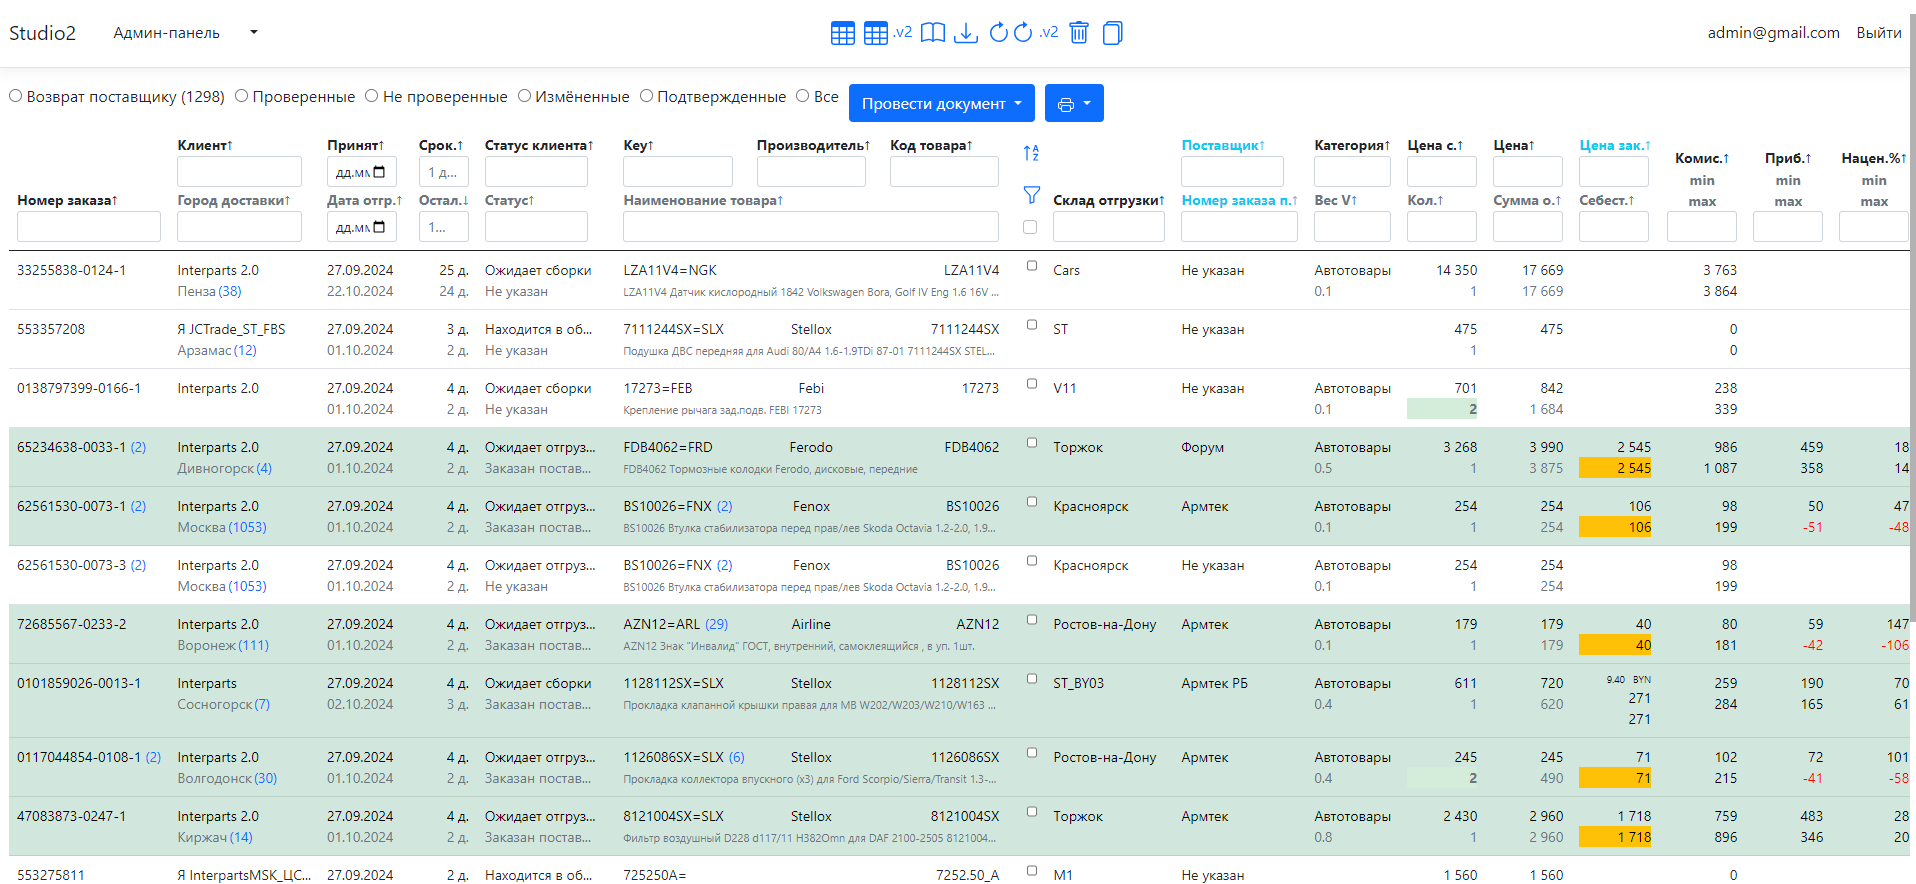 Studio2 Админ-панель .v2 .v2 admin@gmail.com Выйти
Возврат поставщику (1298) Проверенные Не проверенные Измёненные Подтвержденные Все Провести документ
Клиент↑ Принят↑ Срок.↑ Статус клиента↑ Key↑ Производитель↑ Код товара↑ Поставщик↑ Категория↑ Цена с.↑ Цена↑ Цена зак.↑ Комис.↑ Приб.↑ Нацен.%↑
дд.мм 1 д... min min min
Номер заказа↑ Город доставки↑ Дата отгр.↑ Остал.↓ Статус↑ Наименование товара↑ Склад отгрузки↑ Номер заказа п.↑ Вес V↑ Кол.↑ Сумма о.↑ Себест.↑ max max max
дд.мм 1...
33255838-0124-1 Interparts 2.0 27.09.2024 25 д. Ожидает сборки LZA11V4=NGK LZA11V4 Cars Не указан Автотовары 14 350 17 669 3 763
Пенза (38) 22.10.2024 24 д. Не указан LZA11V4 Датчик кислородный 1842 Volkswagen Bora, Golf IV Eng 1.6 16V ... 0.1 1 17 669 3 864
553357208 Я JCTrade_ST_FBS 27.09.2024 3 д. Находится в об... 7111244SX=SLX Stellox 7111244SX ST Не указан 475 475 0
Арзамас (12) 01.10.2024 2 д. Не указан Подушка ДВС передняя для Audi 80/A4 1.6-1.9TDi 87-01 7111244SX STEL... 1 0
0138797399-0166-1 Interparts 2.0 27.09.2024 4 д. Ожидает сборки 17273=FEB Febi 17273 V11 Не указан Автотовары 701 842 238
01.10.2024 2 д. Не указан Крепление рычага зад.подв. FEBI 17273 0.1 2 1 684 339
65234638-0033-1 (2) Interparts 2.0 27.09.2024 4 д. Ожидает отгруз... FDB4062=FRD Ferodo FDB4062 Торжок Форум Автотовары 3 268 3 990 2 545 986 459 18
Дивногорск (4) 01.10.2024 2 д. Заказан постав... FDB4062 Тормозные колодки Ferodo, дисковые, передние 0.5 1 3 875 2 545 1 087 358 14
62561530-0073-1 (2) Interparts 2.0 27.09.2024 4 д. Ожидает отгруз... BS10026=FNX (2) Fenox BS10026 Красноярск Армтек Автотовары 254 254 106 98 50 47
Москва (1053) 01.10.2024 2 д. Заказан постав... BS10026 Втулка стабилизатора перед прав/лев Skoda Octavia 1.2-2.0, 1.9... 0.1 1 254 106 199 -51 -48
62561530-0073-3 (2) Interparts 2.0 27.09.2024 4 д. Ожидает отгруз... BS10026=FNX (2) Fenox BS10026 Красноярск Не указан Автотовары 254 254 98
Москва (1053) 01.10.2024 2 д. Не указан BS10026 Втулка стабилизатора перед прав/лев Skoda Octavia 1.2-2.0, 1.9... 0.1 1 254 199
72685567-0233-2 Interparts 2.0 27.09.2024 4 д. Ожидает отгруз... AZN12=ARL (29) Airline AZN12 Ростов-на-Дону Армтек Автотовары 179 179 40 80 59 147
Воронеж (111) 01.10.2024 2 д. Заказан постав... AZN12 Знак "Инвалид" ГОСТ, внутренний, самоклеящийся , в уп. 1шт. 0.1 1 179 40 181 -42 -106
0101859026-0013-1 Interparts 27.09.2024 4 д. Ожидает сборки 1128112SX=SLX Stellox 1128112SX ST_BY03 Армтек РБ Автотовары 611 720 9.40 BYN 259 190 70
Сосногорск (7) 02.10.2024 3 д. Заказан постав... Прокладка клапанной крышки правая для MB W202/W203/W210/W163 ... 0.4 1 620 271 284 165 61
271
0117044854-0108-1 (2) Interparts 2.0 27.09.2024 4 д. Ожидает отгруз... 1126086SX=SLX (6) Stellox 1126086SX Ростов-на-Дону Армтек Автотовары 245 245 71 102 72 101
Волгодонск (30) 01.10.2024 2 д. Заказан постав... Прокладка коллектора впускного (x3) для Ford Scorpio/Sierra/Transit 1.3-... 0.4 2 490 71 215 -41 -58
47083873-0247-1 Interparts 2.0 27.09.2024 4 д. Ожидает отгруз... 8121004SX=SLX Stellox 8121004SX Торжок Армтек Автотовары 2 430 2 960 1 718 759 483 28
Киржач (14) 01.10.2024 2 д. Заказан постав... Фильтр воздушный D228 d117/11 H382Omn для DAF 2100-2505 8121004... 0.8 1 2 960 1 718 896 346 20
553275811 Я InterpartsMSK_ЦС... 27.09.2024 2 д. Находится в об... 725250A= 7252.50_A M1 Не указан 1 560 1 560 0